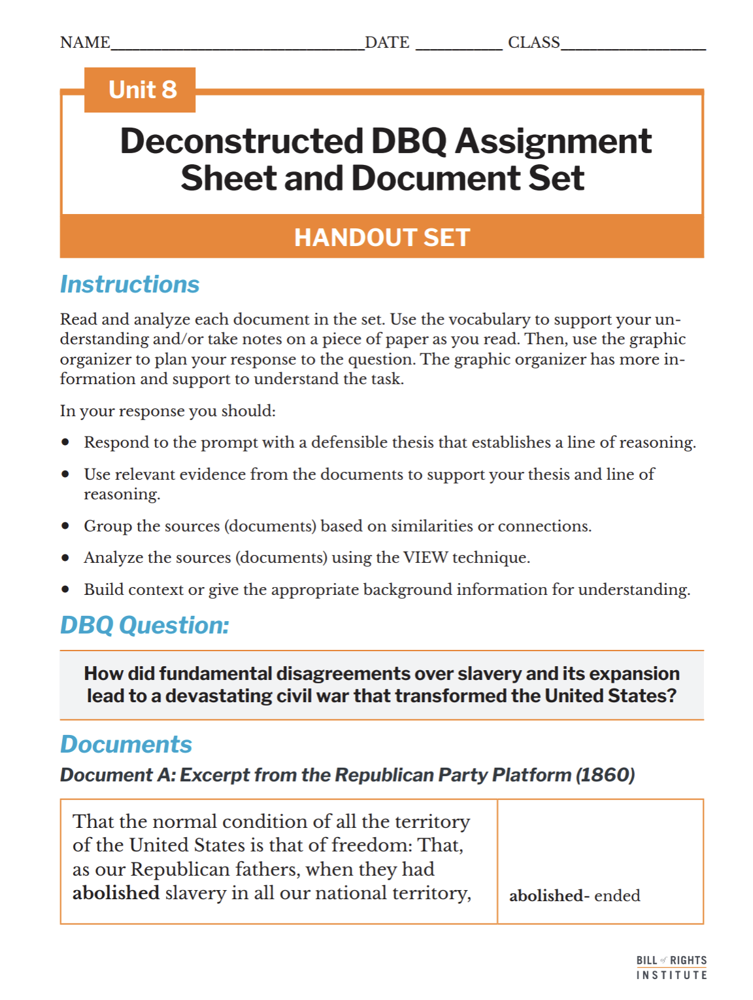 NAME___________________________________DATE ____________ CLASS____________________
Unit 8
Deconstructed DBQ Assignment
Sheet and Document Set
HANDOUT SET
Instructions
Read and analyze each document in the set. Use the vocabulary to support your un-
derstanding and/or take notes on a piece of paper as you read. Then, use the graphic
organizer to plan your response to the question. The graphic organizer has more in-
formation and support to understand the task.
In your response you should:
● Respond to the prompt with a defensible thesis that establishes a line of reasoning.
● Use relevant evidence from the documents to support your thesis and line of
reasoning.
● Group the sources (documents) based on similarities or connections.
● Analyze the sources (documents) using the VIEW technique.
● Build context or give the appropriate background information for understanding.
DBQ Question:
How did fundamental disagreements over slavery and its expansion
lead to a devastating civil war that transformed the United States?
Documents
Document A: Excerpt from the Republican Party Platform (1860)
That the normal condition of all the territory
of the United States is that of freedom: That,
as our Republican fathers, when they had
abolished slavery in all our national territory,
abolished- ended
BILL of RIGHTS
INSTITUTE